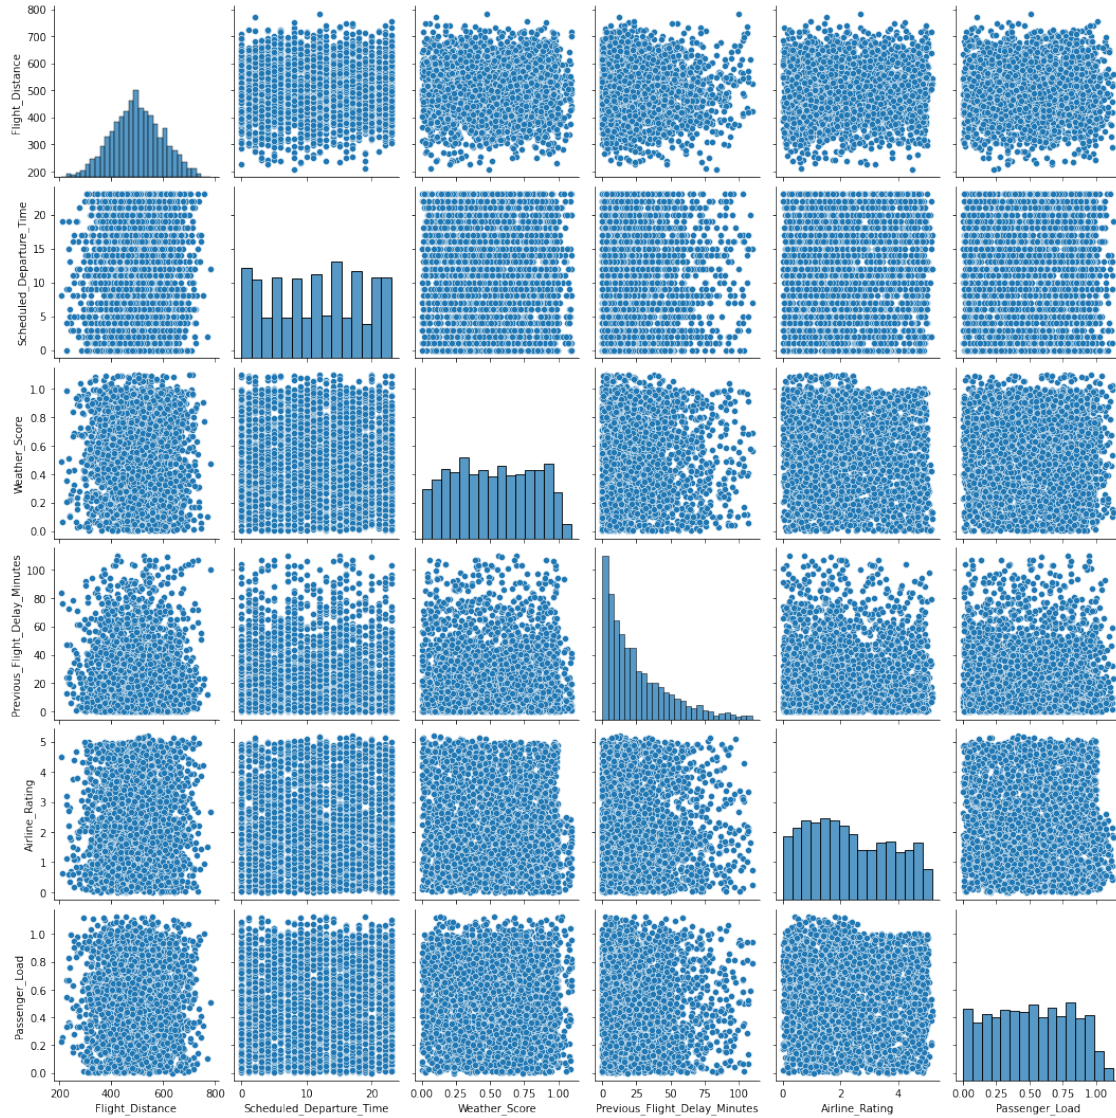 800
700
600
500
400
300
200
Flight_Distance
20
15
10
5
0
Scheduled_Departure_Time
1.0
0.8
0.6
0.4
0.2
0.0
Weather_Score
100
80
60
40
20
0
Previous_Flight_Delay_Minutes
5
4
3
2
1
0
Airline_Rating
1.0
0.8
0.6
0.4
0.2
0.0
Passenger_Load
200 400 600 800
0 10 20
0.00 0.25 0.50 0.75 1.00
0 25 50 75 100
0 2 4
0.00 0.25 0.50 0.75 1.00
Flight_Distance
Scheduled_Departure_Time
Weather_Score
Previous_Flight_Delay_Minutes
Airline_Rating
Passenger_Load